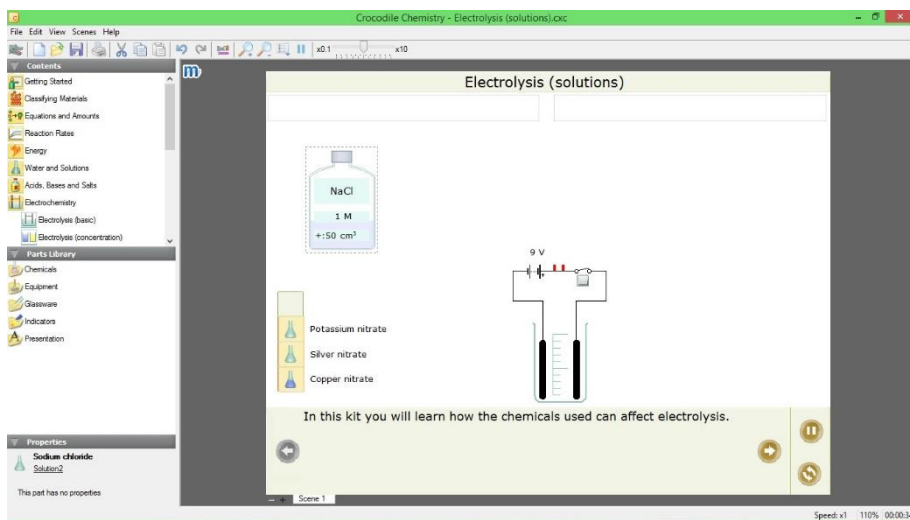 Crocodile Chemistry - Electrolysis (solutions).cxc
File Edit View Scenes Help
x0.1 x10
Contents
Getting Started
Classifying Materials
Equations and Amounts
Reaction Rates
Energy
Water and Solutions
Acids, Bases and Salts
Electrochemistry
Electrolysis (basic)
Electrolysis (concentration)
Parts Library
Chemicals
Equipment
Glassware
Indicators
Presentation
Properties
Sodium chloride
Solution2
This part has no properties
m
Electrolysis (solutions)
NaCl
1 M
+:50 cm³
9 V
Potassium nitrate
Silver nitrate
Copper nitrate
In this kit you will learn how the chemicals used can affect electrolysis.
Scene 1
Speed: x1 110%